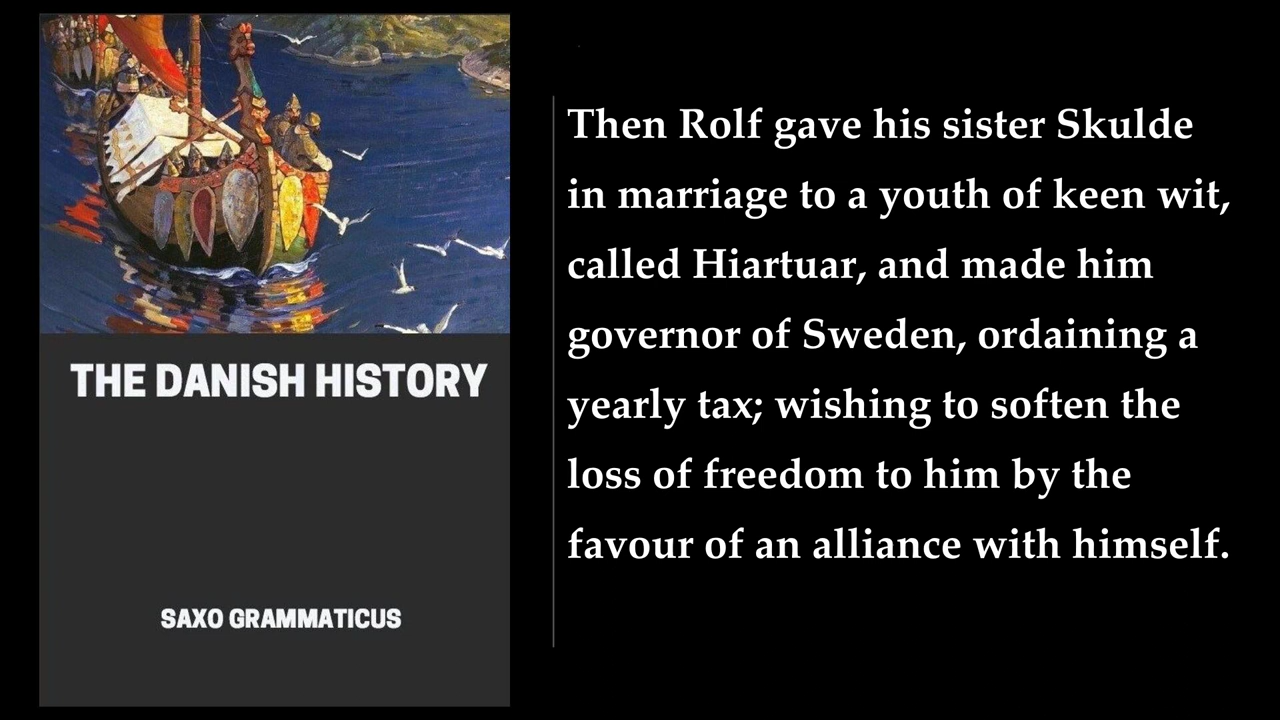 THE DANISH HISTORY
SAXO GRAMMATICUS
Then Rolf gave his sister Skulde
in marriage to a youth of keen wit,
called Hiartuar, and made him
governor of Sweden, ordaining a
yearly tax; wishing to soften the
loss of freedom to him by the
favour of an alliance with himself.